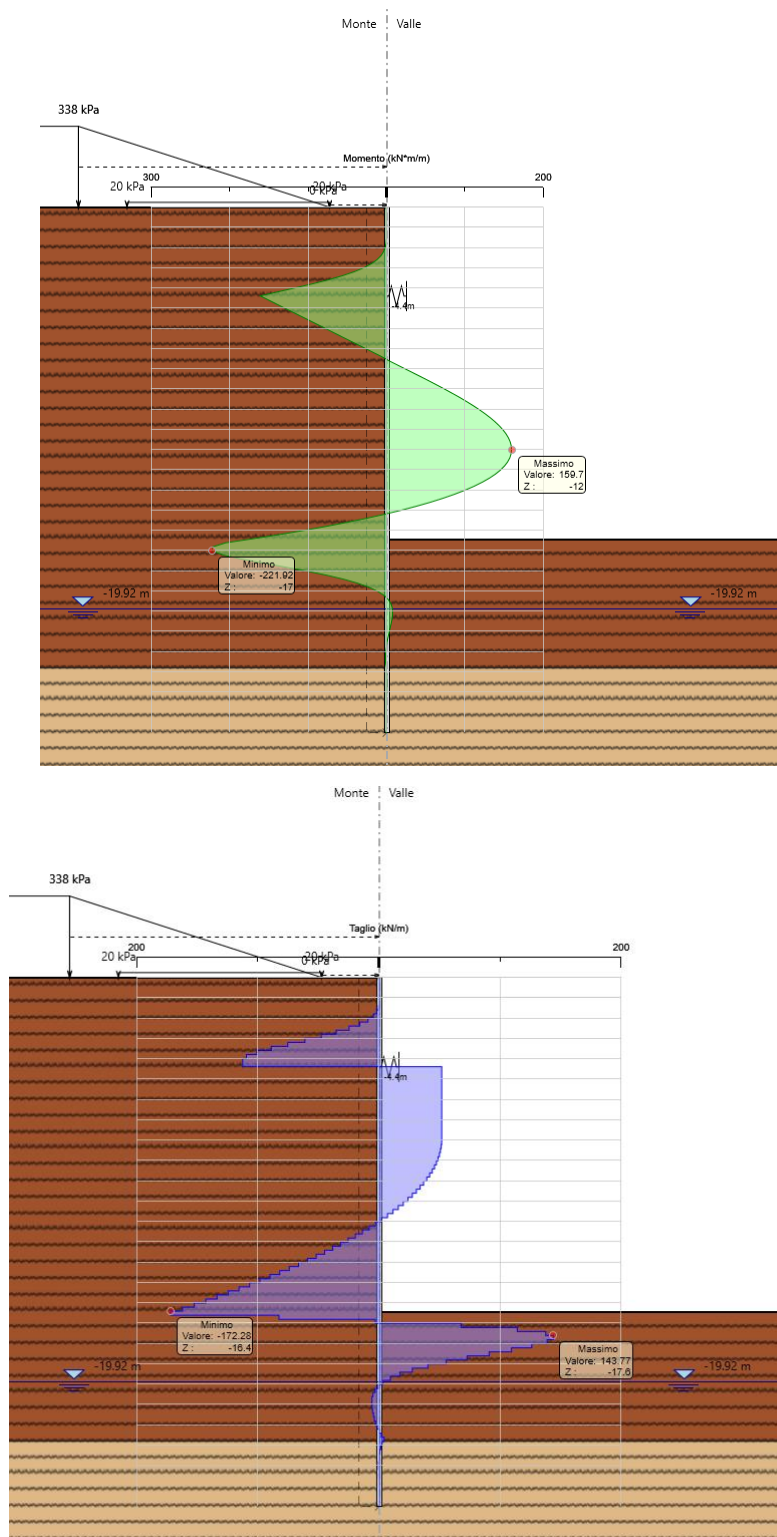 Monte Valle
338 kPa
Momento (kN*m/m)
300 200
20 kPa 20 kPa
0 kPa
-4.4m
Massimo
Valore: 159.7
Z : -12
Minimo
Valore: -221.92
Z : -17
-19.92 m -19.92 m
Monte Valle
338 kPa
Taglio (kN/m)
200 200
20 kPa 20 kPa
0 kPa
-4.4m
Minimo
Valore: -172.28
Z : -16.4
Massimo
Valore: 143.77
Z : -17.6
-19.92 m -19.92 m